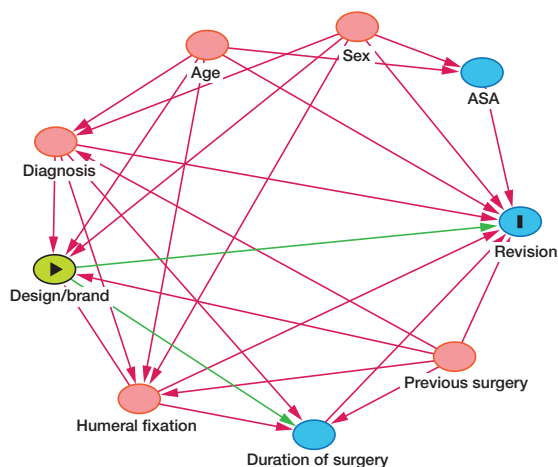 Age
Sex
ASA
Diagnosis
Revision
Design/brand
Previous surgery
Humeral fixation
Duration of surgery